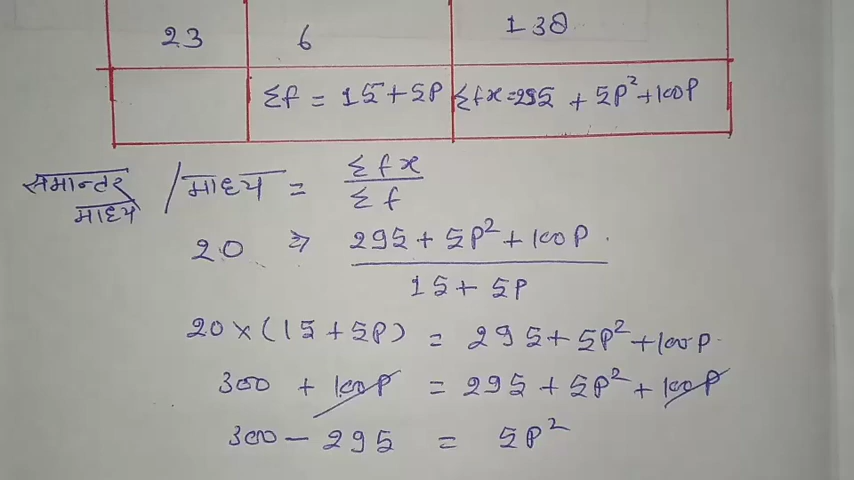 23 6 138
Σf = 15+5P Σfx=295 + 5P²+100P
समान्तर माध्य / माध्य = Σfx / Σf
20 ⇒ 295 + 5P² + 100P / 15 + 5P
20 × (15 + 5P) = 295 + 5P² + 100P
300 + 100P = 295 + 5P² + 100P
300 − 295 = 5P²